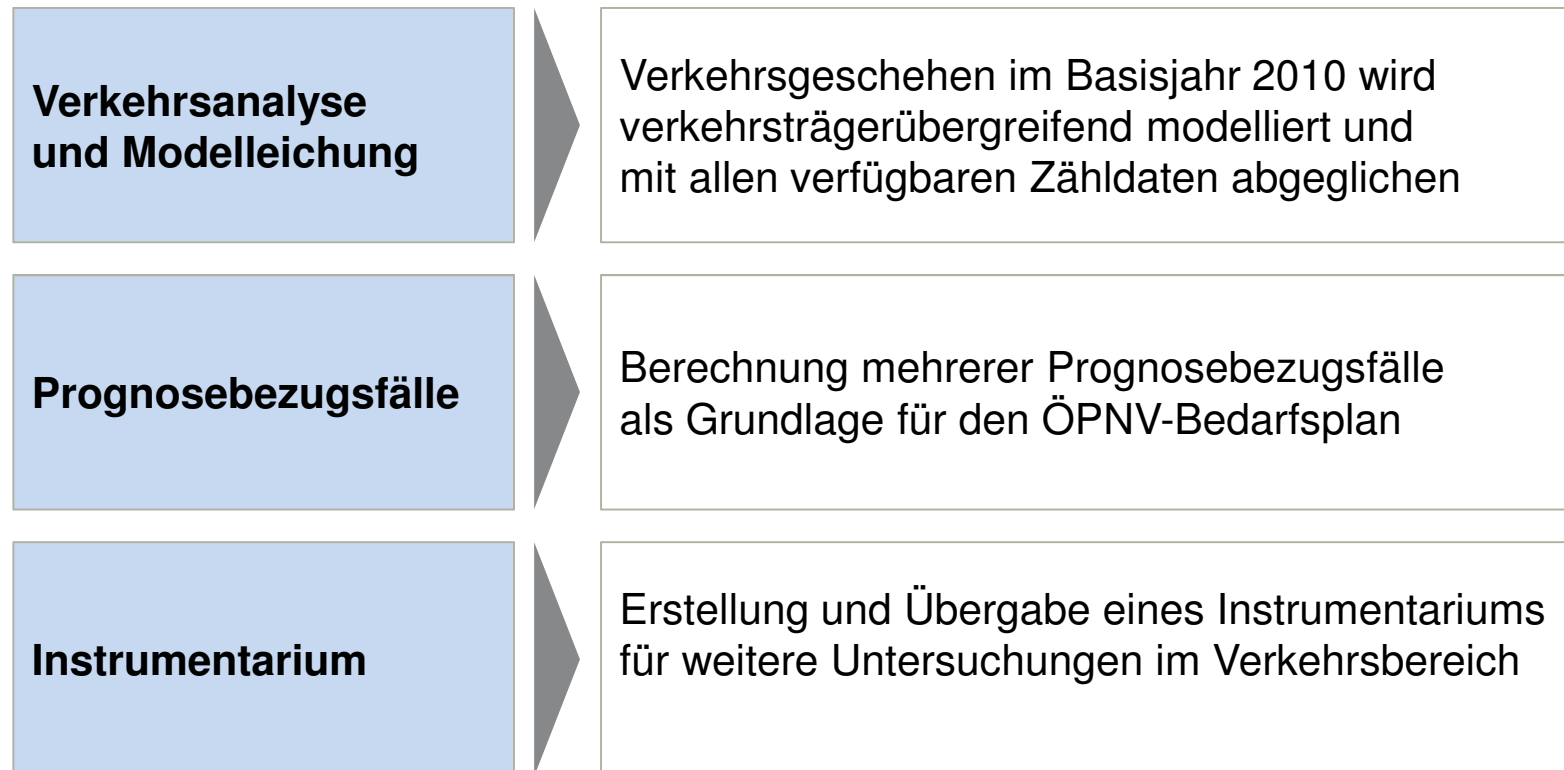 Verkehrsanalyse
und Modelleichung
Verkehrsgeschehen im Basisjahr 2010 wird
verkehrsträgerübergreifend modelliert und
mit allen verfügbaren Zähldaten abgeglichen
Prognosebezugsfälle
Berechnung mehrerer Prognosebezugsfälle
als Grundlage für den ÖPNV-Bedarfsplan
Instrumentarium
Erstellung und Übergabe eines Instrumentariums
für weitere Untersuchungen im Verkehrsbereich